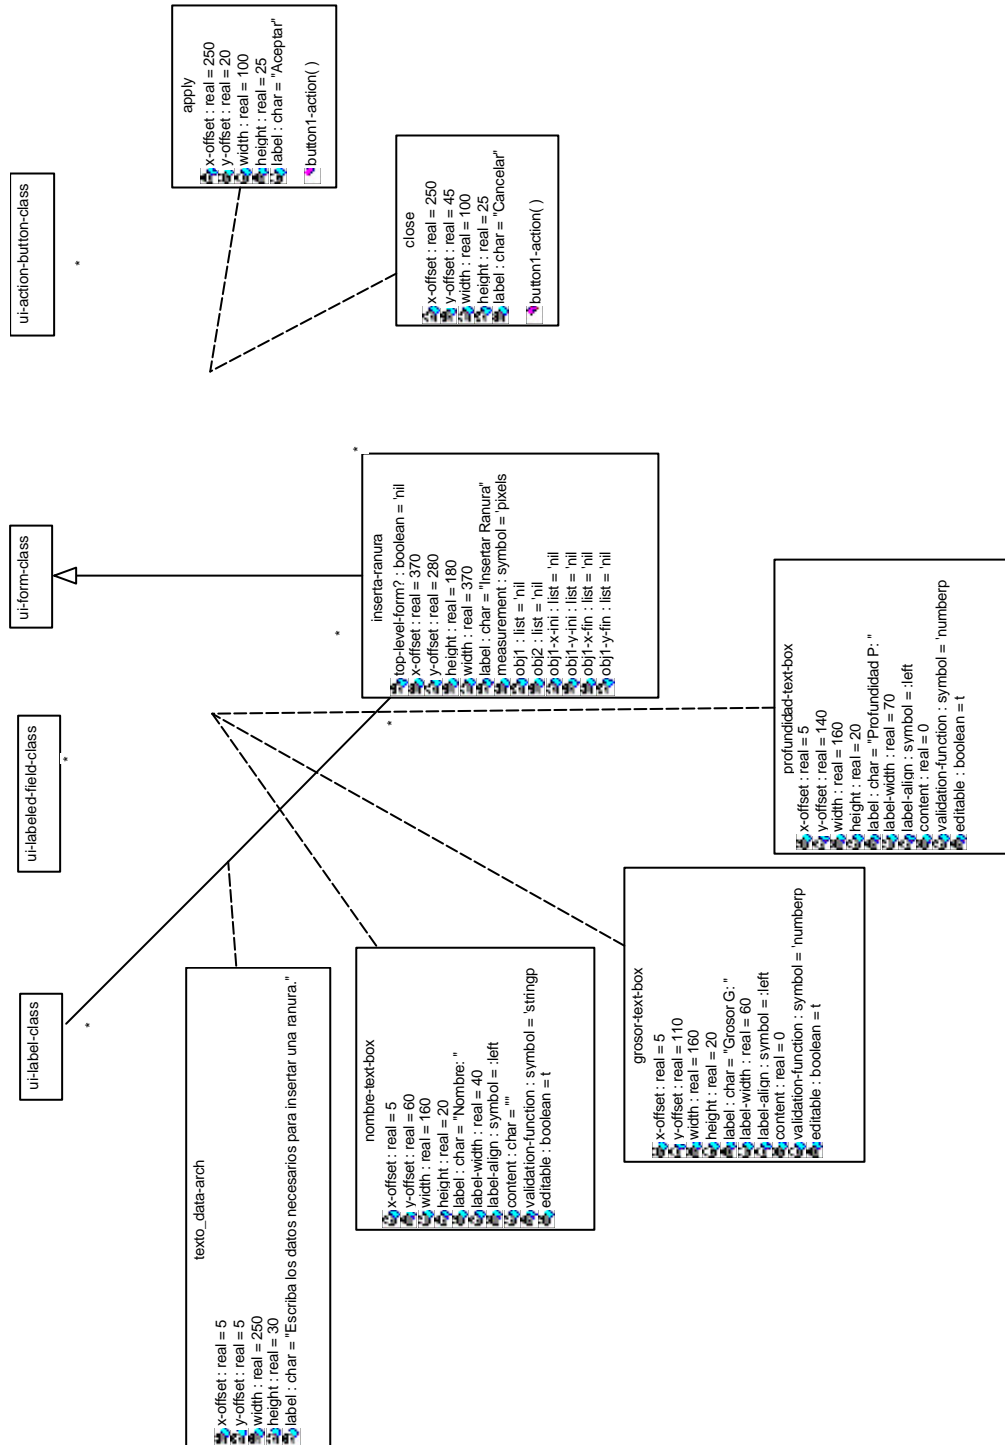 ui-label-class
*
ui-labeled-field-class
*
ui-form-class
ui-action-button-class
*
texto_data-arch
x-offset : real = 5
y-offset : real = 5
width : real = 250
height : real = 30
label : char = "Escriba los datos necesarios para insertar una ranura."
nombre-text-box
x-offset : real = 5
y-offset : real = 60
width : real = 160
height : real = 20
label : char = "Nombre: "
label-width : real = 40
label-align : symbol = :left
content : char = ""
validation-function : symbol = 'stringp
editable : boolean = t
grosor-text-box
x-offset : real = 5
y-offset : real = 110
width : real = 160
height : real = 20
label : char = "Grosor G: "
label-width : real = 60
label-align : symbol = :left
content : real = 0
validation-function : symbol = 'numberp
editable : boolean = t
profundidad-text-box
x-offset : real = 5
y-offset : real = 140
width : real = 160
height : real = 20
label : char = "Profundidad P: "
label-width : real = 70
label-align : symbol = :left
content : real = 0
validation-function : symbol = 'numberp
editable : boolean = t
*
*
*
inserta-ranura
top-level-form? : boolean = 'nil
x-offset : real = 370
y-offset : real = 280
height : real = 180
width : real = 370
label : char = "Insertar Ranura"
measurement : symbol = 'pixels
obj1 : list = 'nil
obj2 : list = 'nil
obj1-x-ini : list = 'nil
obj1-y-ini : list = 'nil
obj1-x-fin : list = 'nil
obj1-y-fin : list = 'nil
close
x-offset : real = 250
y-offset : real = 45
width : real = 100
height : real = 25
label : char = "Cancelar"
button1-action( )
apply
x-offset : real = 250
y-offset : real = 20
width : real = 100
height : real = 25
label : char = "Aceptar"
button1-action( )